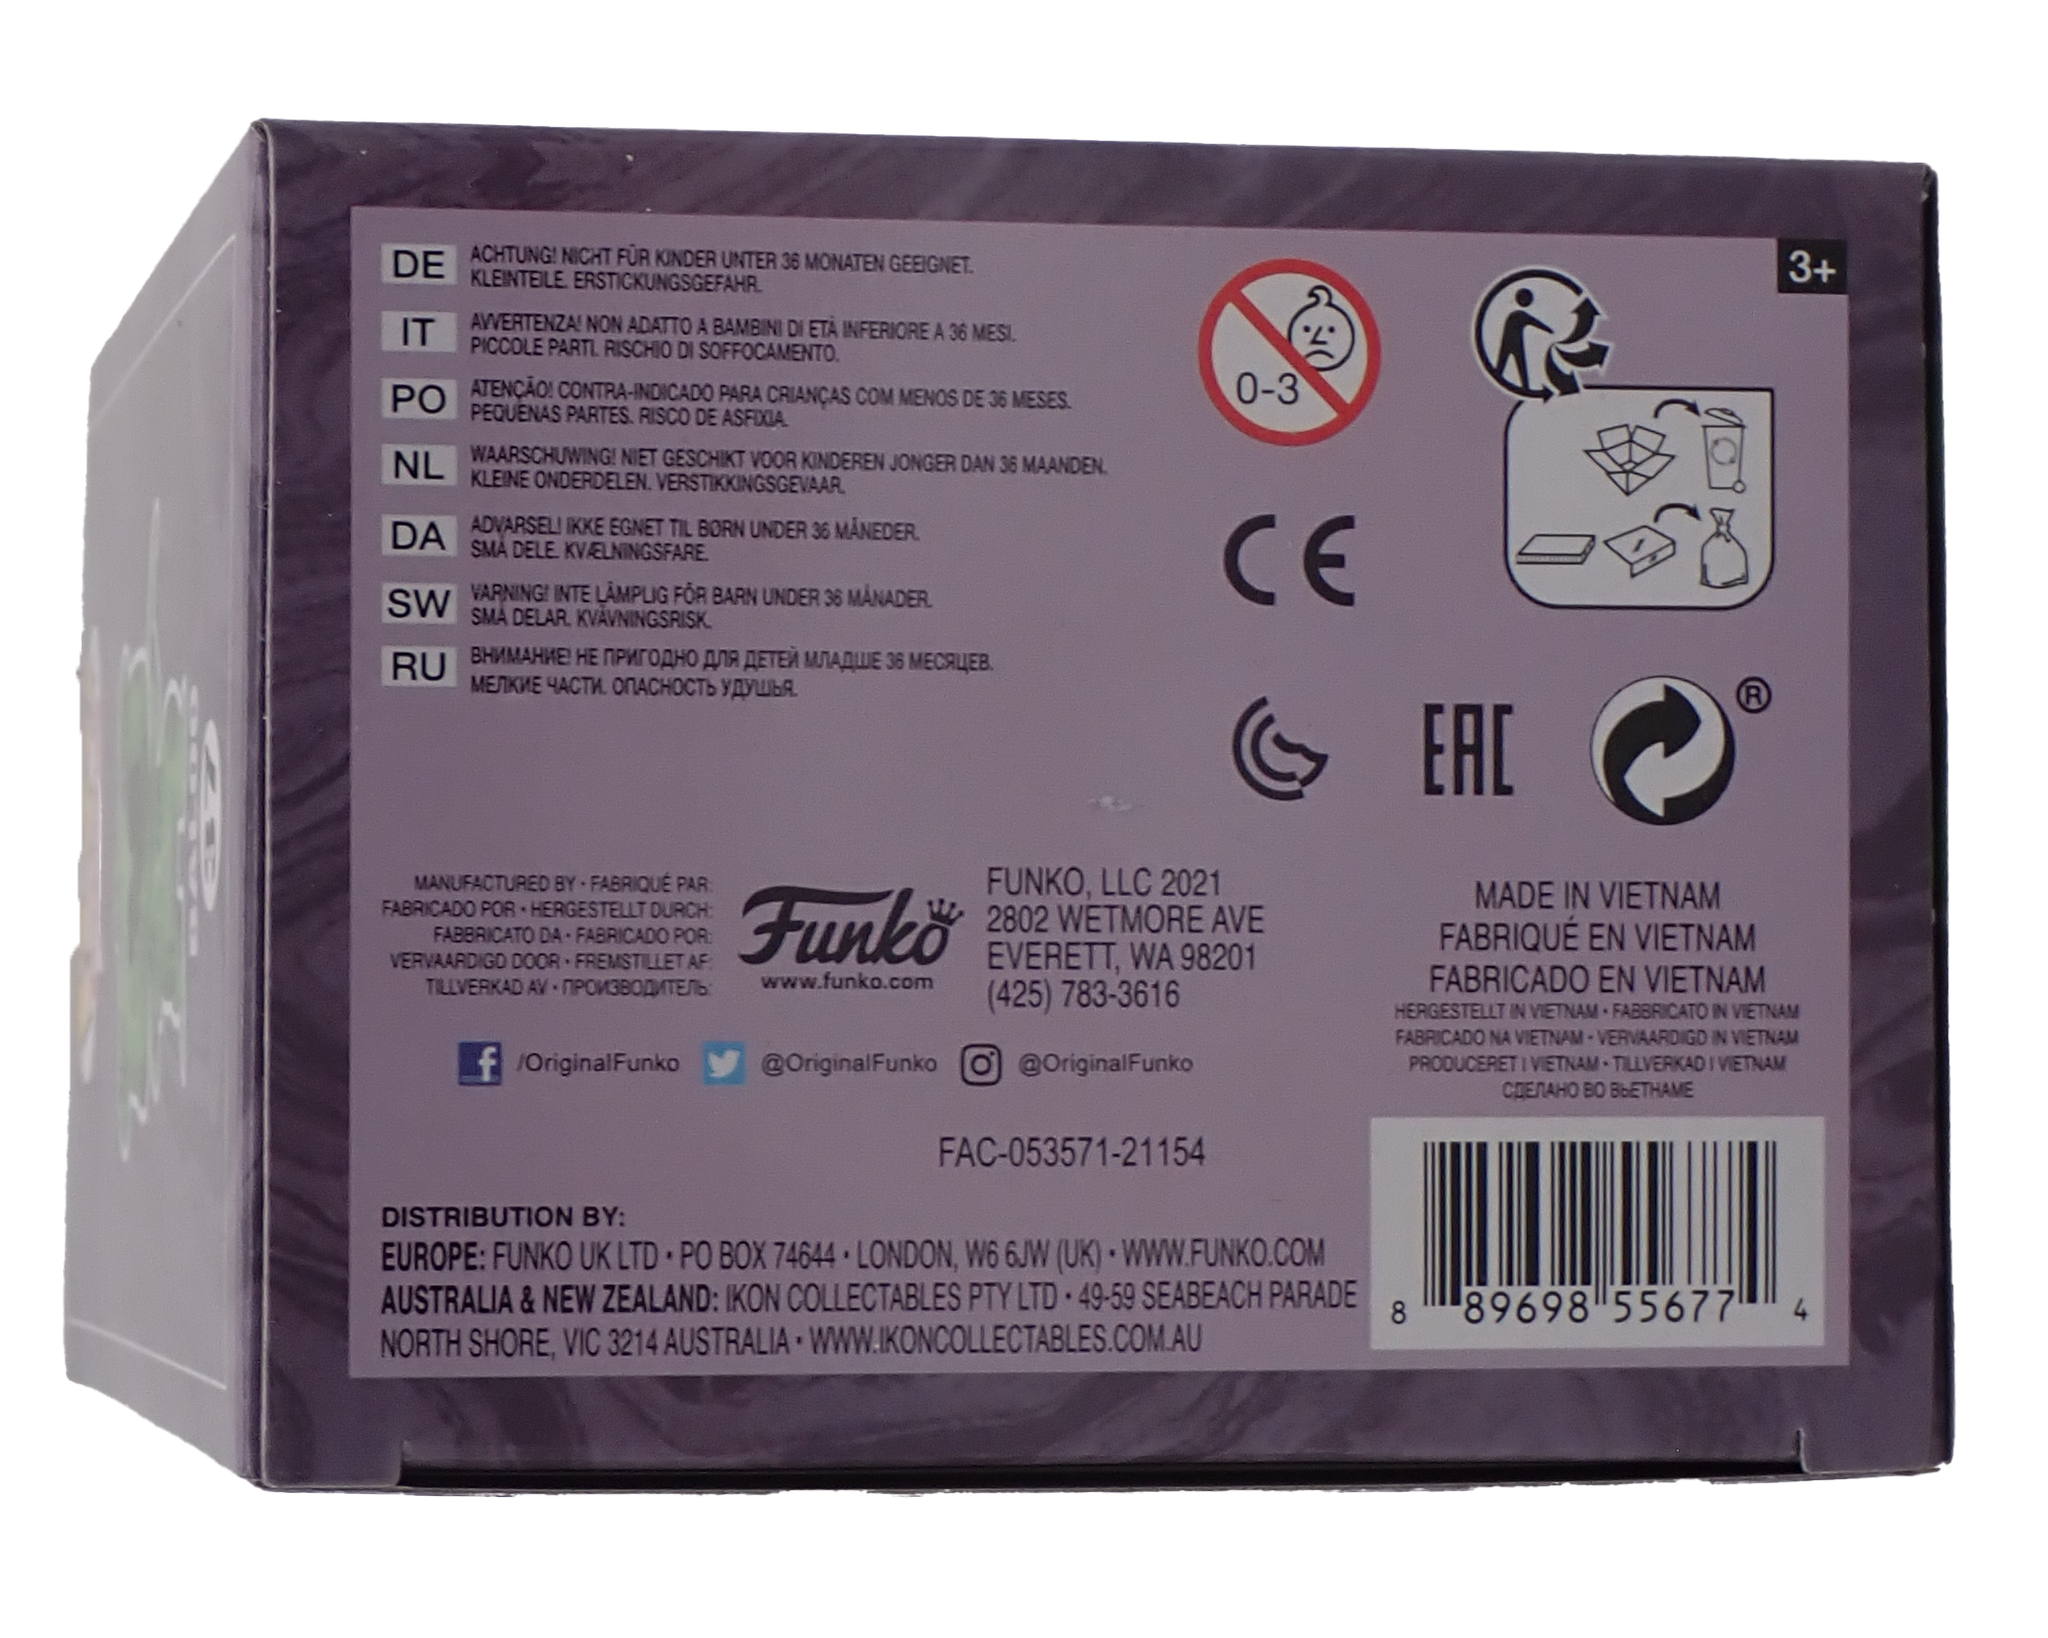 DE ACHTUNG! NICHT FÜR KINDER UNTER 36 MONATEN GEEIGNET.
KLEINTEILE. ERSTICKUNGSGEFAHR.
IT AVVERTENZA! NON ADATTO A BAMBINI DI ETÀ INFERIORE A 36 MESI.
PICCOLE PARTI. RISCHIO DI SOFFOCAMENTO.
PO ATENÇÃO! CONTRA-INDICADO PARA CRIANÇAS COM MENOS DE 36 MESES.
PEQUENAS PARTES. RISCO DE ASFIXIA.
NL WAARSCHUWING! NIET GESCHIKT VOOR KINDEREN JONGER DAN 36 MAANDEN.
KLEINE ONDERDELEN. VERSTIKKINGSGEVAAR.
DA ADVARSEL! IKKE EGNET TIL BØRN UNDER 36 MÅNEDER.
SMÅ DELE. KVÆLNINGSFARE.
SW VARNING! INTE LÄMPLIG FÖR BARN UNDER 36 MÅNADER.
SMÅ DELAR. KVÄVNINGSRISK.
RU ВНИМАНИЕ! НЕ ПРИГОДНО ДЛЯ ДЕТЕЙ МЛАДШЕ 36 МЕСЯЦЕВ.
МЕЛКИЕ ЧАСТИ. ОПАСНОСТЬ УДУШЬЯ.
0-3
3+
CE
EAC
®
MANUFACTURED BY • FABRIQUÉ PAR:
FABRICADO POR • HERGESTELLT DURCH:
FABBRICATO DA • FABRICADO POR:
VERVAARDIGD DOOR • FREMSTILLET AF:
TILLVERKAD AV • ПРОИЗВОДИТЕЛЬ:
Funko
www.funko.com
FUNKO, LLC 2021
2802 WETMORE AVE
EVERETT, WA 98201
(425) 783-3616
MADE IN VIETNAM
FABRIQUÉ EN VIETNAM
FABRICADO EN VIETNAM
HERGESTELLT IN VIETNAM • FABBRICATO IN VIETNAM
FABRICADO NA VIETNAM • VERVAARDIGD IN VIETNAM
PRODUCERET I VIETNAM • TILLVERKAD I VIETNAM
СДЕЛАНО ВО ВЬЕТНАМЕ
/OriginalFunko @OriginalFunko @OriginalFunko
FAC-053571-21154
DISTRIBUTION BY:
EUROPE: FUNKO UK LTD • PO BOX 74644 • LONDON, W6 6JW (UK) • WWW.FUNKO.COM
AUSTRALIA & NEW ZEALAND: IKON COLLECTABLES PTY LTD • 49-59 SEABEACH PARADE
NORTH SHORE, VIC 3214 AUSTRALIA • WWW.IKONCOLLECTABLES.COM.AU
8 89698 55677 4